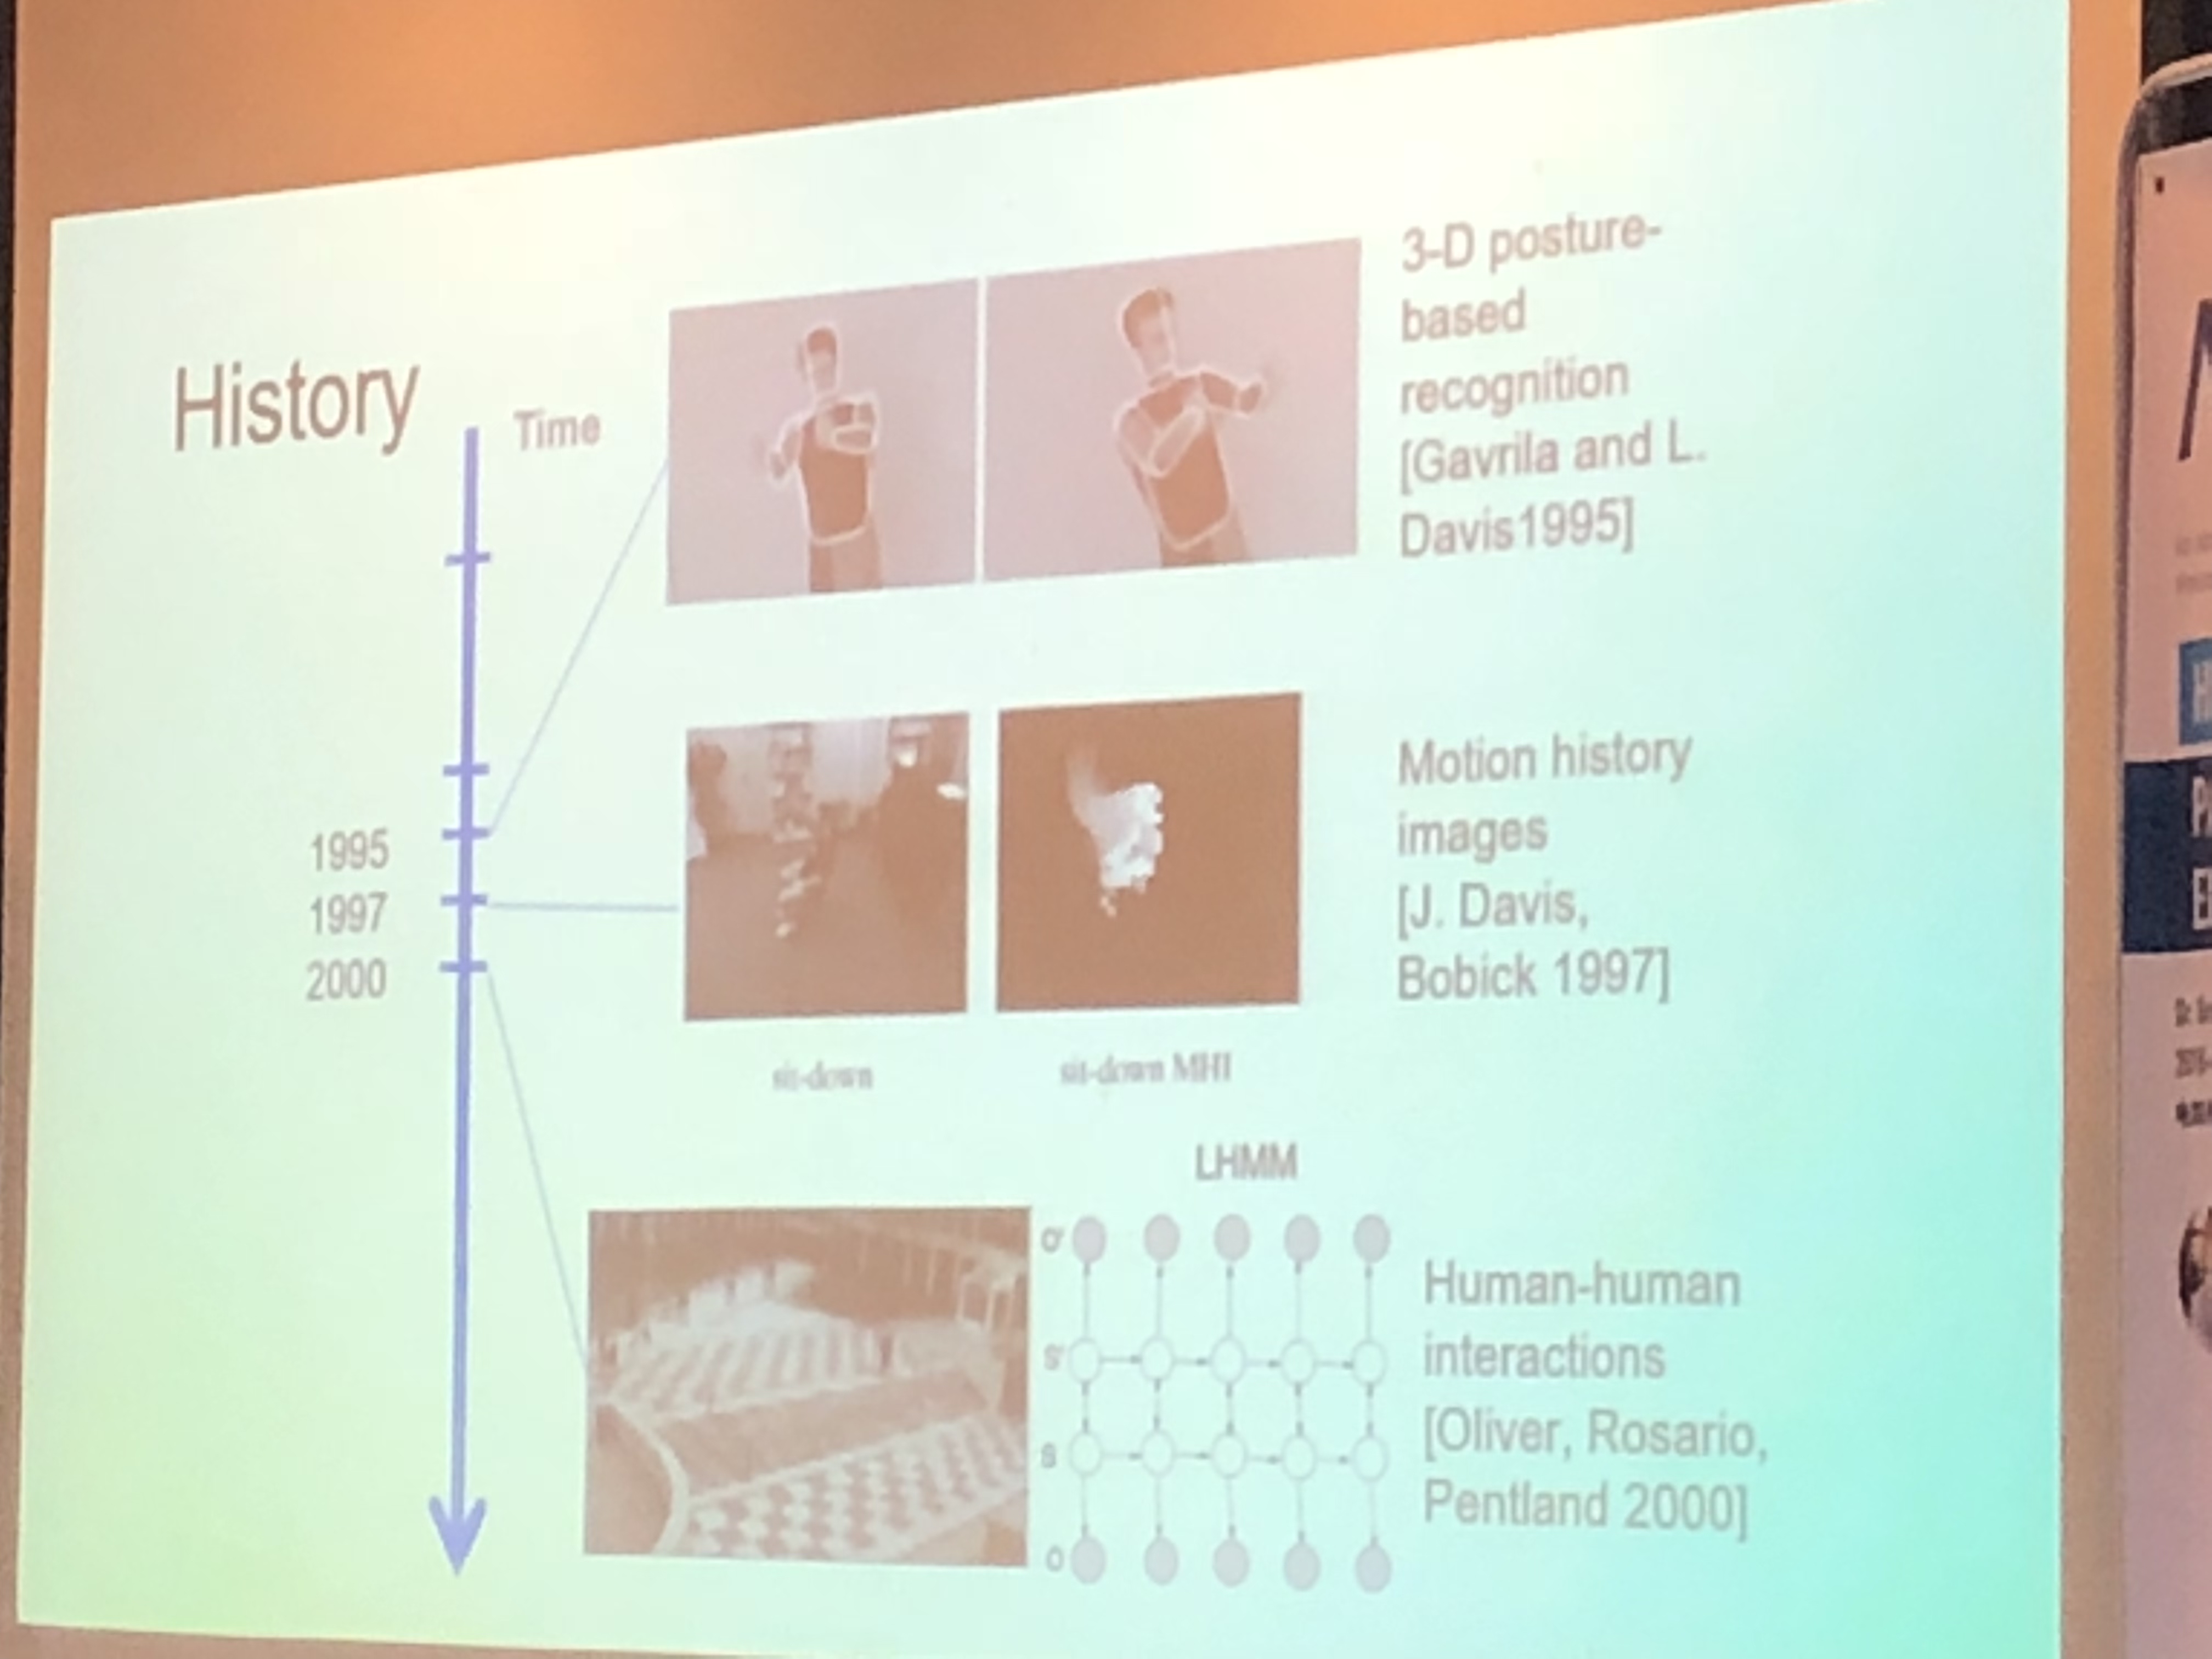 History
Time
3-D posture-
based
recognition
[Gavrila and L.
Davis1995]
1995
1997
2000
Motion history
images
[J. Davis,
Bobick 1997]
sit-down
sit-down MHI
LHMM
O'
S'
S
O
Human-human
interactions
[Oliver, Rosario,
Pentland 2000]